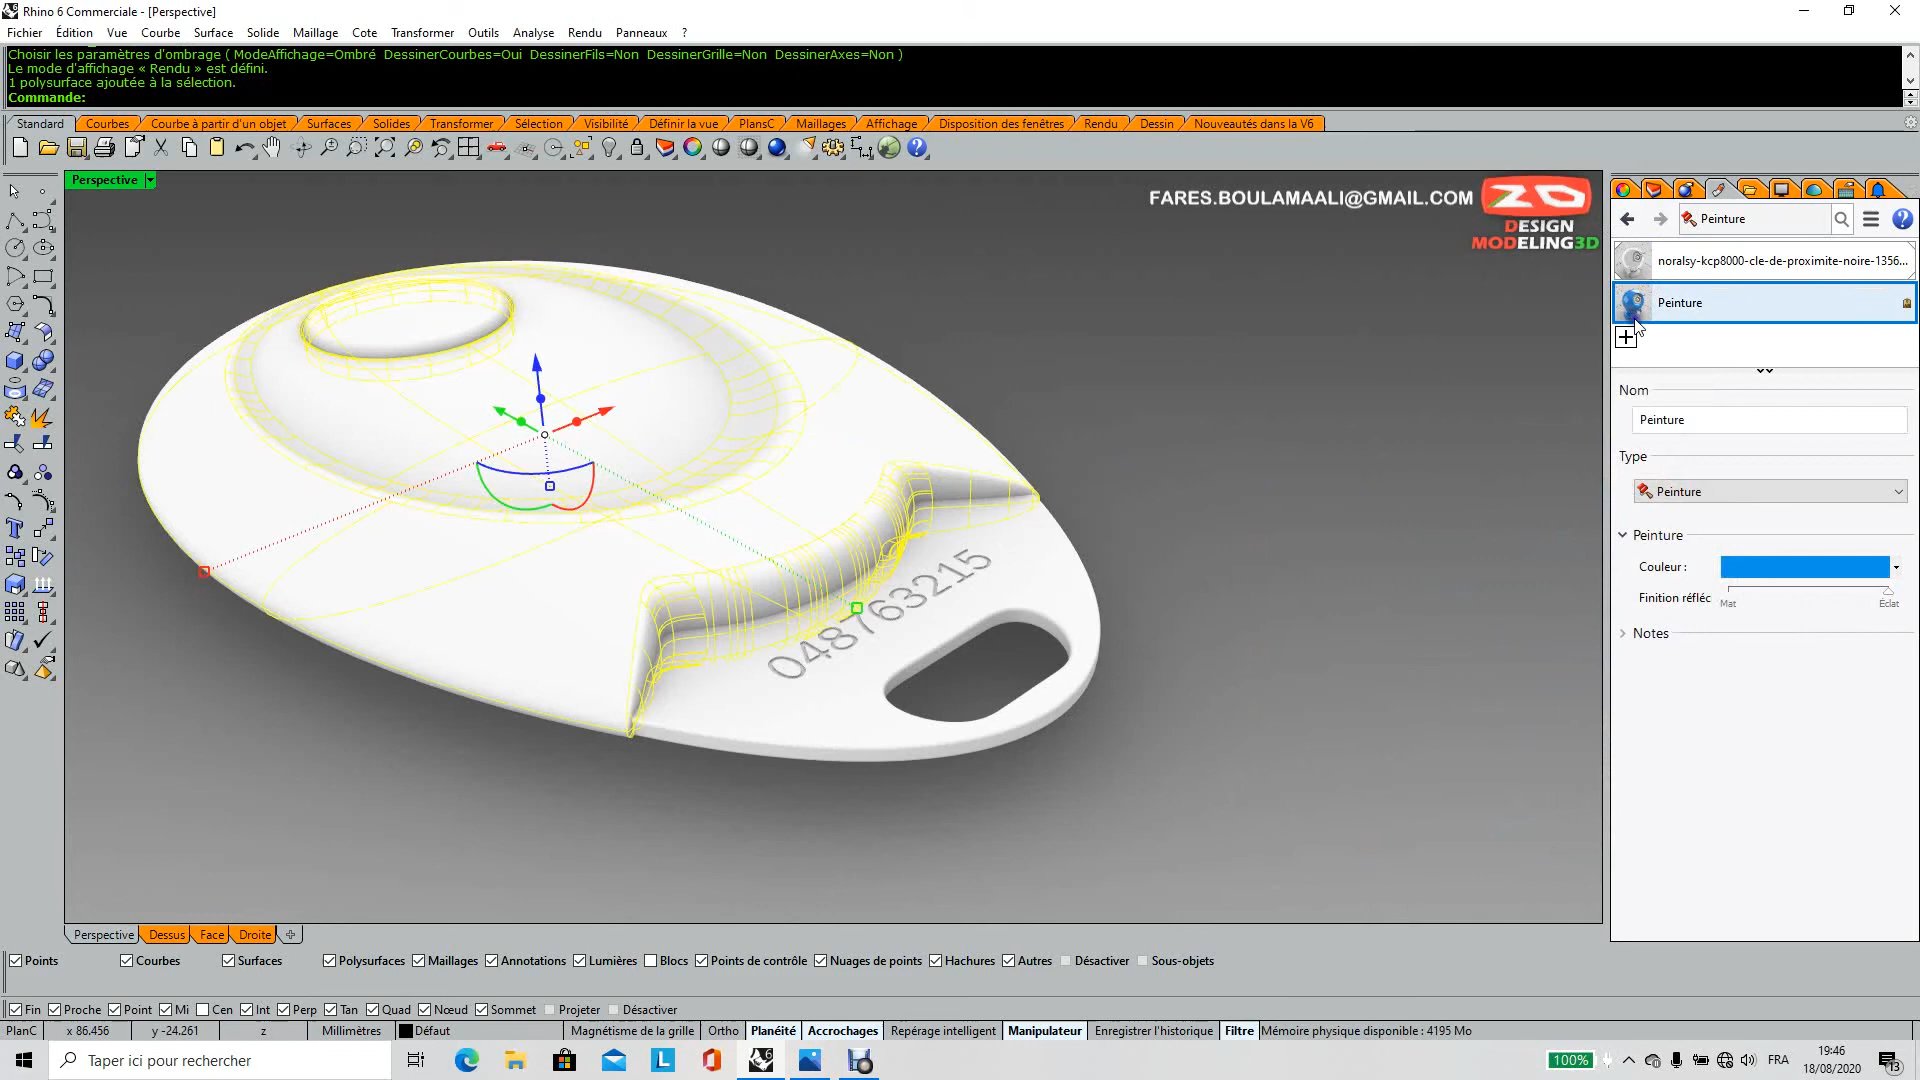 Rhino 6 Commerciale - [Perspective]
Fichier Édition Vue Courbe Surface Solide Maillage Cote Transformer Outils Analyse Rendu Panneaux ?
Choisir les paramètres d'ombrage ( ModeAffichage=Ombré DessinerCourbes=Oui DessinerFils=Non DessinerGrille=Non DessinerAxes=Non )
Le mode d'affichage « Rendu » est défini.
1 polysurface ajoutée à la sélection.
Commande:
Standard Courbes Courbe à partir d'un objet Surfaces Solides Transformer Sélection Visibilité Définir la vue PlansC Maillages Affichage Disposition des fenêtres Rendu Dessin Nouveautés dans la V6
Perspective
FARES.BOULAMAALI@GMAIL.COM
DESIGN
MODELING3D
Peinture
noralsy-kcp8000-cle-de-proximite-noire-1356...
Peinture
Nom
Peinture
Type
Peinture
Peinture
Couleur :
Finition réfléc
Mat Éclat
Notes
048763215
Perspective Dessus Face Droite
Points Courbes Surfaces Polysurfaces Maillages Annotations Lumières Blocs Points de contrôle Nuages de points Hachures Autres Désactiver Sous-objets
Fin Proche Point Mi Cen Int Perp Tan Quad Nœud Sommet Projeter Désactiver
PlanC x 86.456 y -24.261 z Millimètres Défaut Magnétisme de la grille Ortho Planéité Accrochages Repérage intelligent Manipulateur Enregistrer l'historique Filtre Mémoire physique disponible : 4195 Mo
Taper ici pour rechercher
100%
FRA
19:46
18/08/2020
13